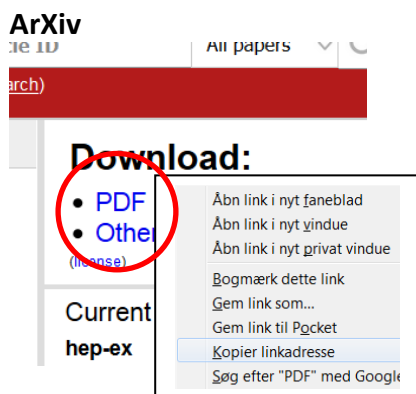 ArXiv
ID
All papers
arch)
Download:
PDF
Other
(license)
Current
hep-ex
Åbn link i nyt faneblad
Åbn link i nyt vindue
Åbn link i nyt privat vindue
Bogmærk dette link
Gem link som...
Gem link til Pocket
Kopier linkadresse
Søg efter "PDF" med Google